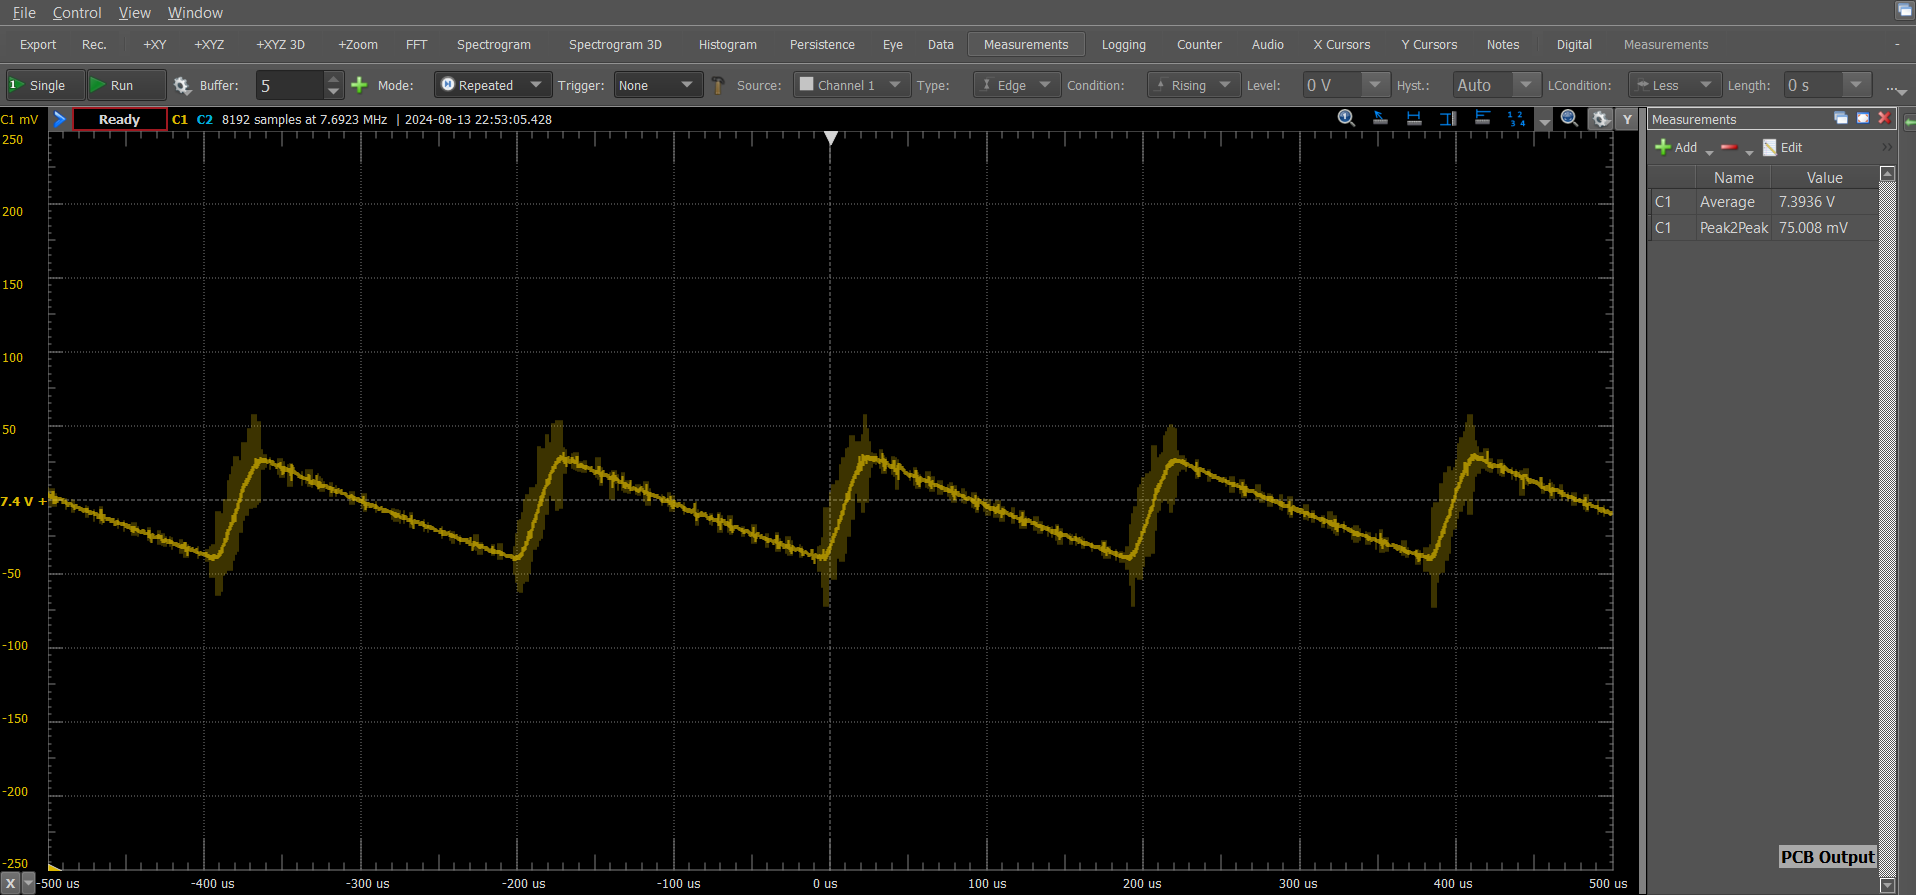 File Control View Window
Export Rec. +XY +XYZ +XYZ 3D +Zoom FFT Spectrogram Spectrogram 3D Histogram Persistence Eye Data Measurements Logging Counter Audio X Cursors Y Cursors Notes Digital Measurements -
1 Single Run Buffer: 5 Mode: Repeated Trigger: None Source: Channel 1 Type: Edge Condition: Rising Level: 0 V Hyst.: Auto LCondition: Less Length: 0 s ...
C1 mV Ready C1 C2 8192 samples at 7.6923 MHz | 2024-08-13 22:53:05.428 1 2 3 4 Y
Measurements
Add Edit
Name Value
C1 Average 7.3936 V
C1 Peak2Peak 75.008 mV
250
200
150
100
50
7.4 V +
-50
-100
-150
-200
-250
PCB Output
X -500 us -400 us -300 us -200 us -100 us 0 us 100 us 200 us 300 us 400 us 500 us